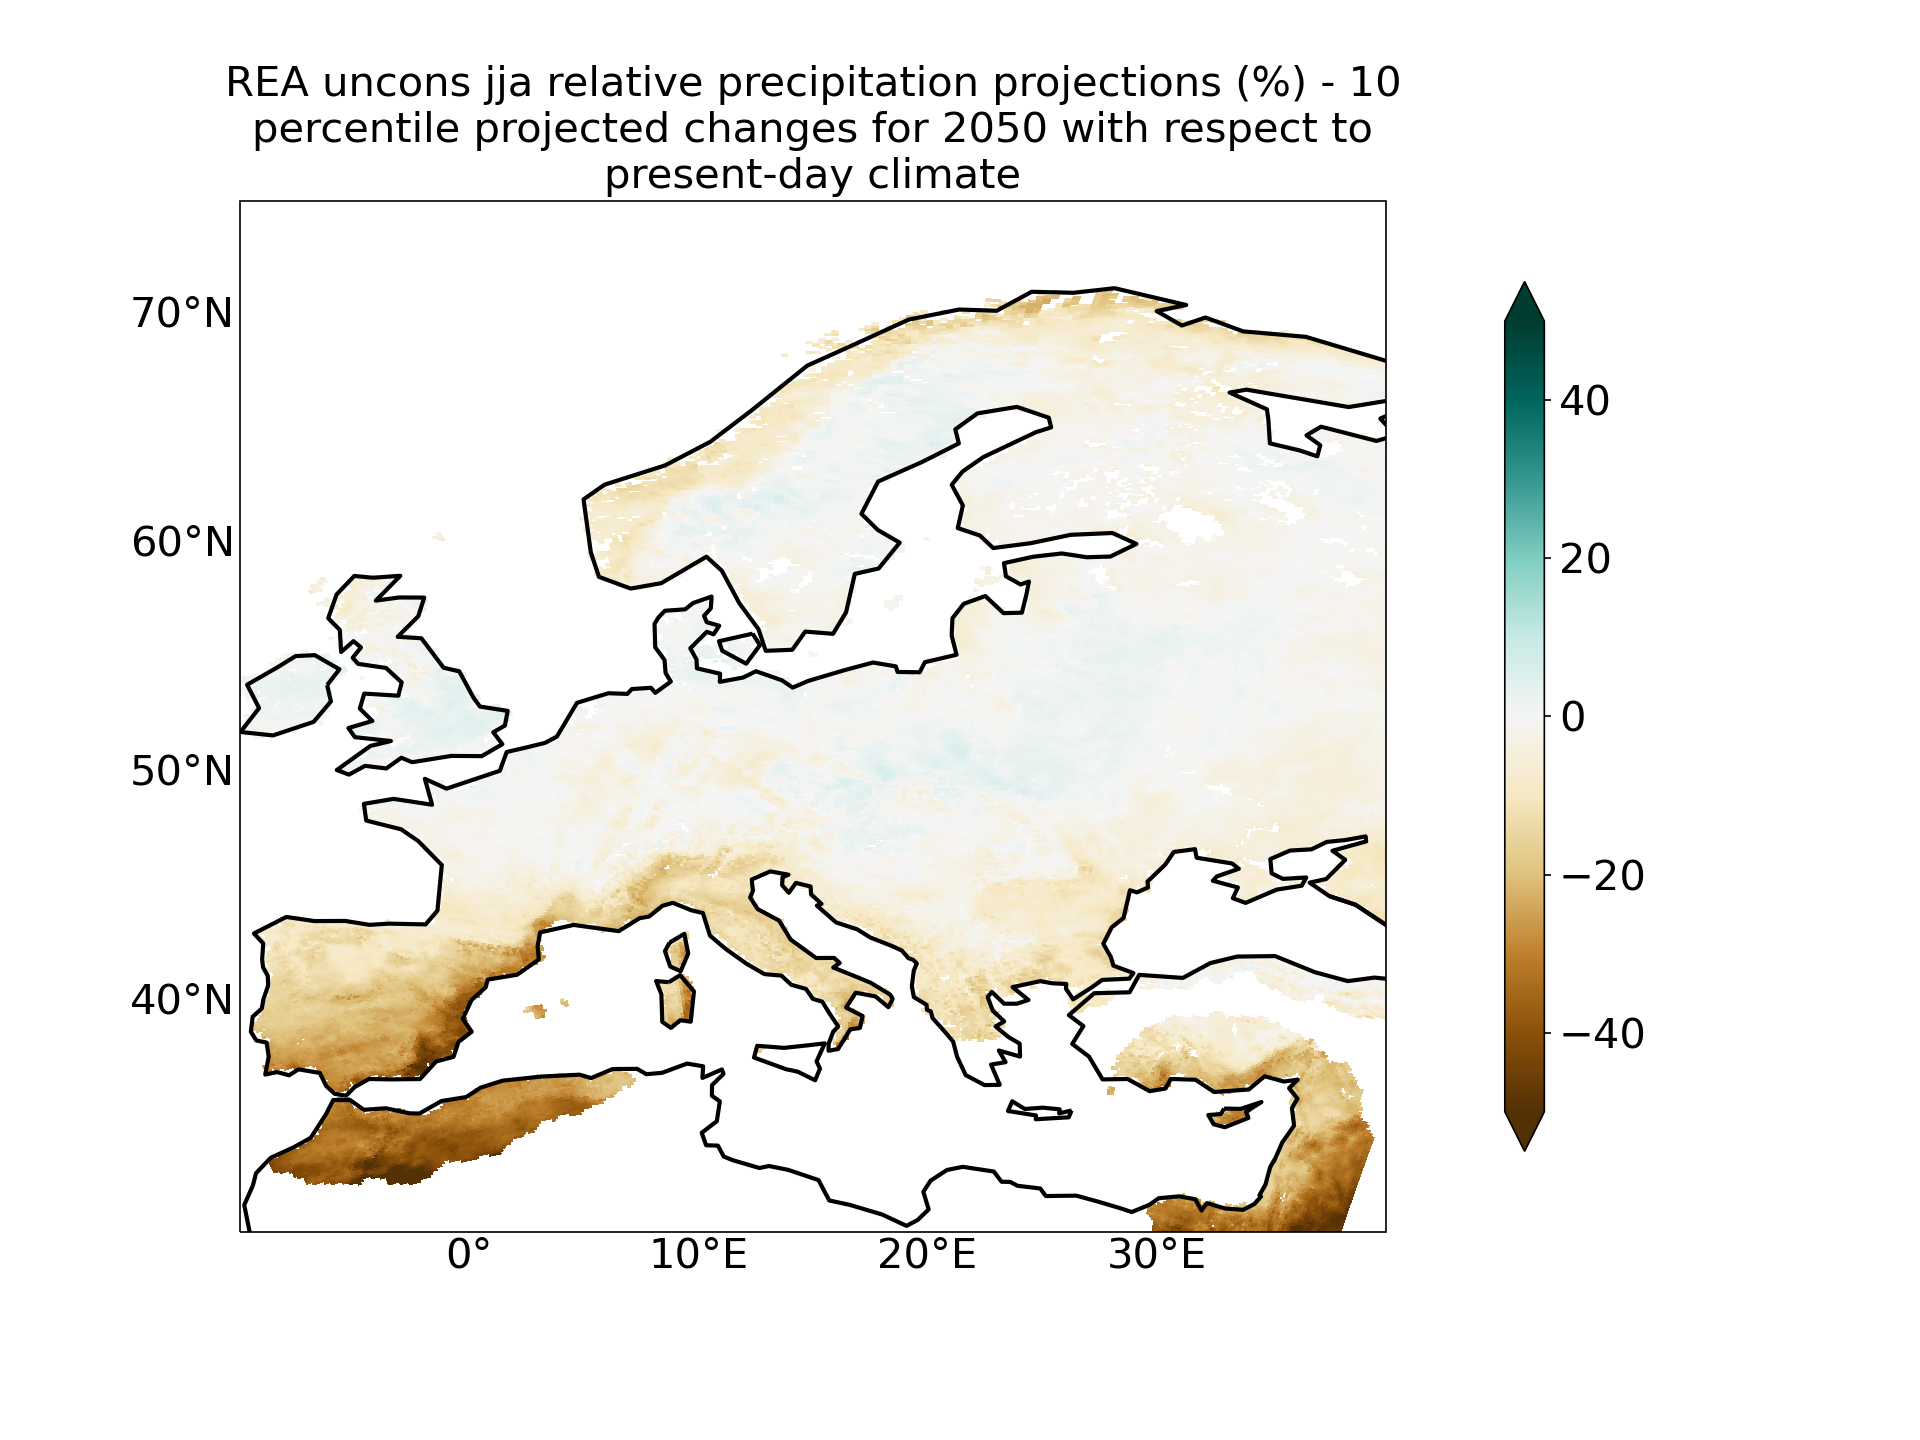 REA uncons jja relative precipitation projections (%) - 10
percentile projected changes for 2050 with respect to
present-day climate
70°N
60°N
50°N
40°N
0°
10°E
20°E
30°E
40
20
0
−20
−40